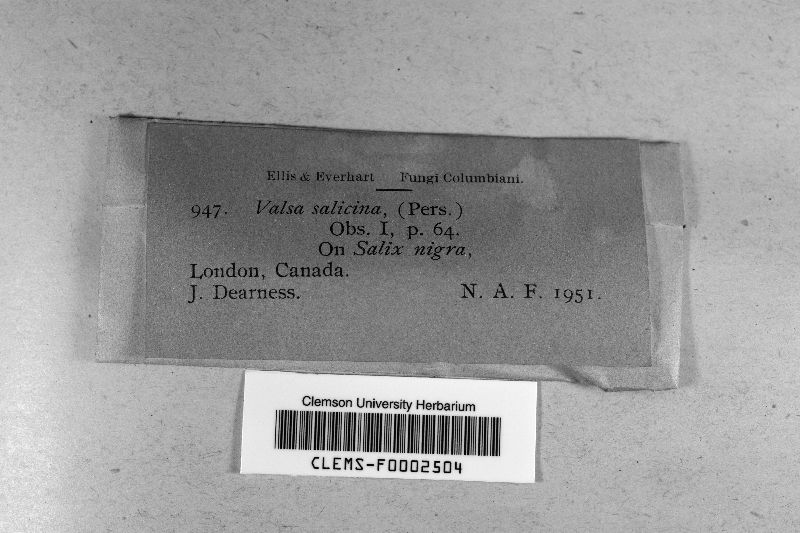 Ellis & Everhart Fungi Columbiani.
947. Valsa salicina, (Pers.)
Obs. I, p. 64.
On Salix nigra,
London, Canada.
J. Dearness. N. A. F. 1951.
Clemson University Herbarium
CLEMS-F0002504